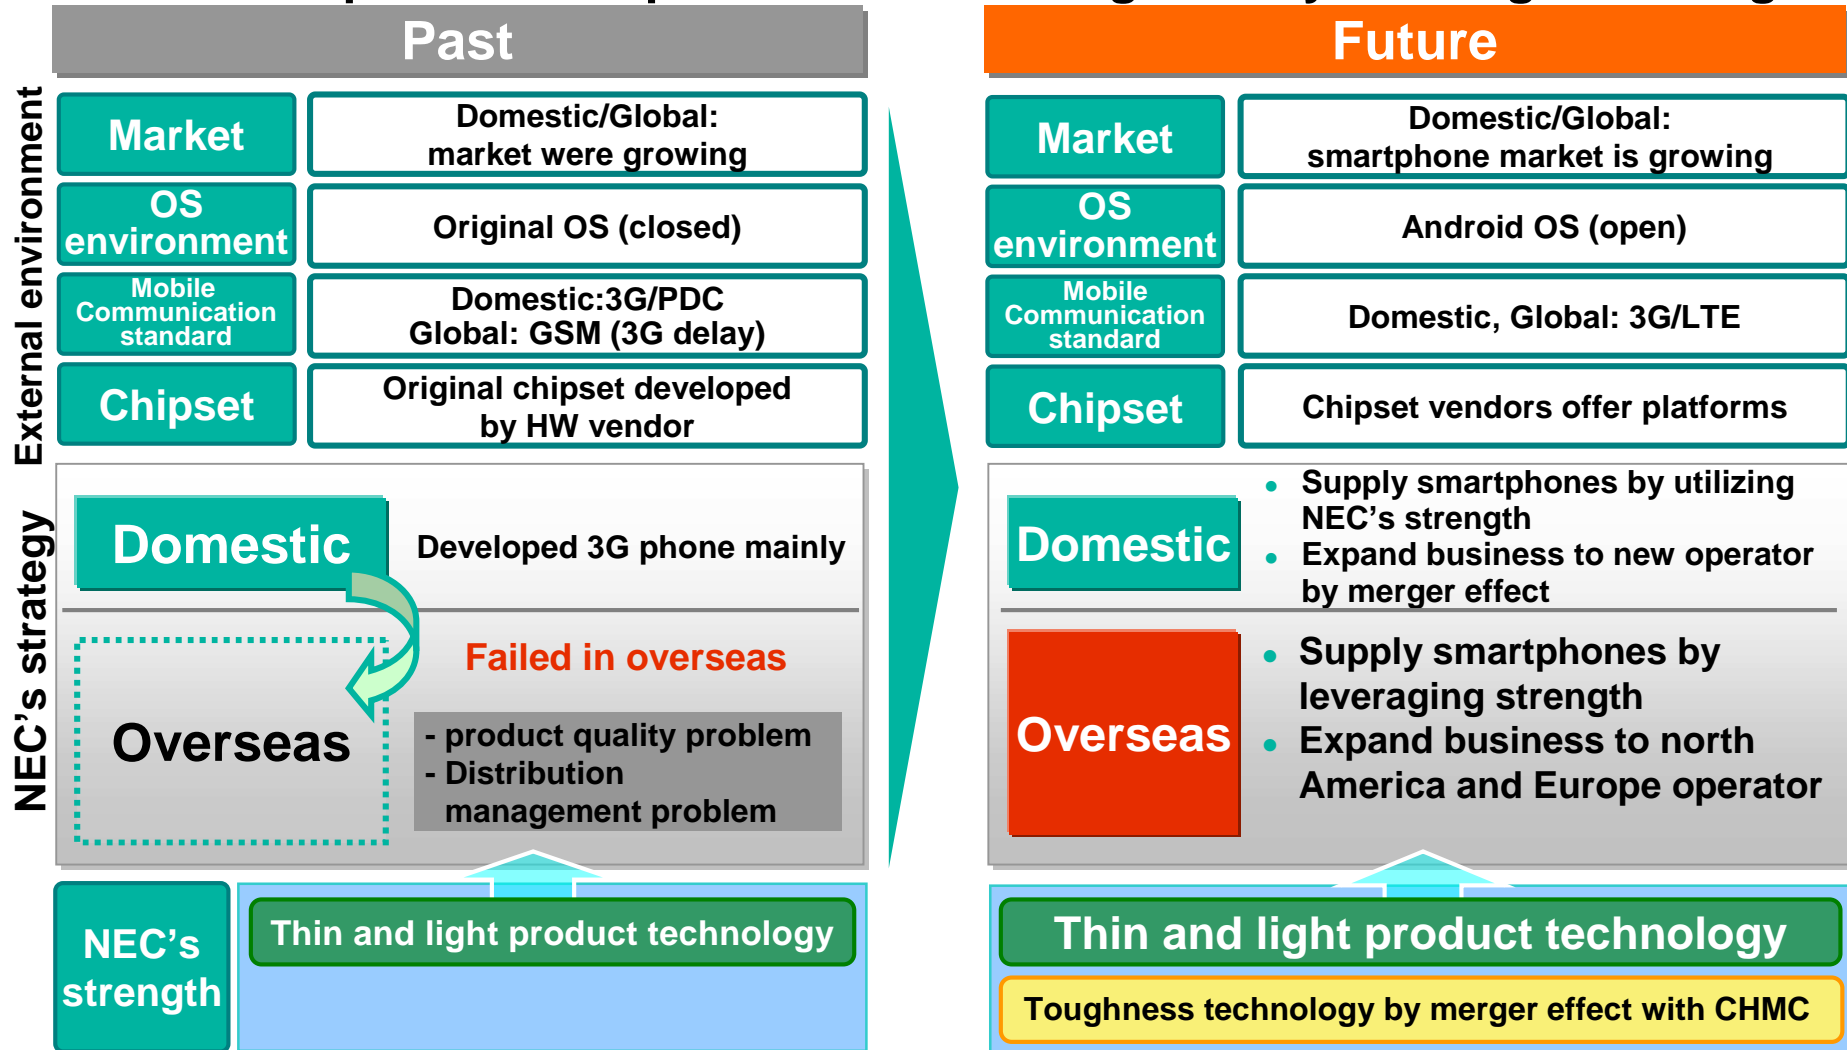 Past
Future
External environment
Market
Domestic/Global:
market were growing
OS
environment
Original OS (closed)
Mobile
Communication
standard
Domestic:3G/PDC
Global: GSM (3G delay)
Chipset
Original chipset developed
by HW vendor
Market
Domestic/Global:
smartphone market is growing
OS
environment
Android OS (open)
Mobile
Communication
standard
Domestic, Global: 3G/LTE
Chipset
Chipset vendors offer platforms
NEC's strategy
Domestic
Developed 3G phone mainly
Overseas
Failed in overseas
- product quality problem
- Distribution
management problem
Domestic
• Supply smartphones by utilizing
NEC's strength
• Expand business to new operator
by merger effect
Overseas
• Supply smartphones by
leveraging strength
• Expand business to north
America and Europe operator
NEC's
strength
Thin and light product technology
Thin and light product technology
Toughness technology by merger effect with CHMC